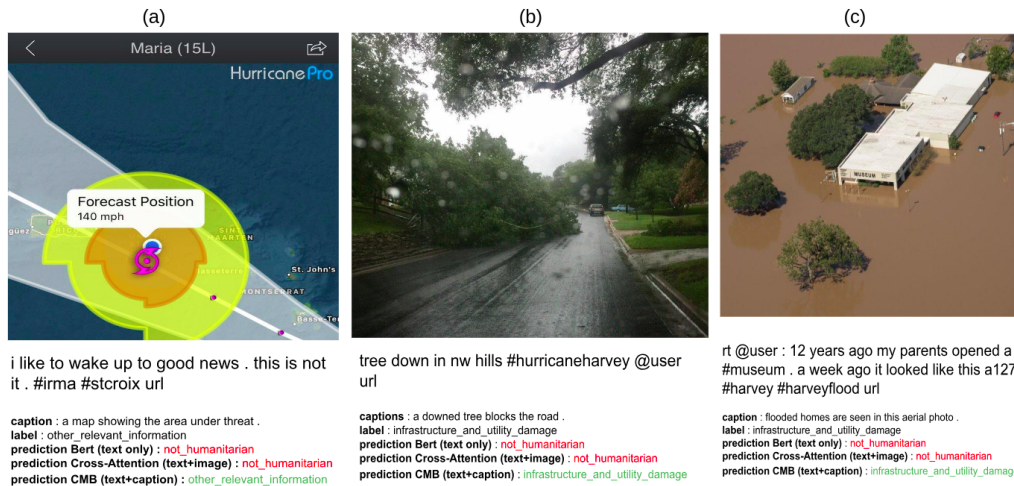 (a)
Maria (15L)
HurricanePro
Forecast Position
140 mph
güez
SINT
MAARTEN
Basseterre
St. John's
MONTSERRAT
Basse-Ter
i like to wake up to good news . this is not
it . #irma #stcroix url
caption : a map showing the area under threat .
label : other_relevant_information
prediction Bert (text only) : not_humanitarian
prediction Cross-Attention (text+image) : not_humanitarian
prediction CMB (text+caption) : other_relevant_information
(b)
tree down in nw hills #hurricaneharvey @user
url
captions : a downed tree blocks the road .
label : infrastructure_and_utility_damage
prediction Bert (text only) : not_humanitarian
prediction Cross-Attention (text+image) : not_humanitarian
prediction CMB (text+caption) : infrastructure_and_utility_damage
(c)
MUSEUM
rt @user : 12 years ago my parents opened a
#museum . a week ago it looked like this a127
#harvey #harveyflood url
caption : flooded homes are seen in this aerial photo .
label : infrastructure_and_utility_damage
prediction Bert (text only) : not_humanitarian
prediction Cross-Attention (text+image) : not_humanitarian
prediction CMB (text+caption) : infrastructure_and_utility_damag